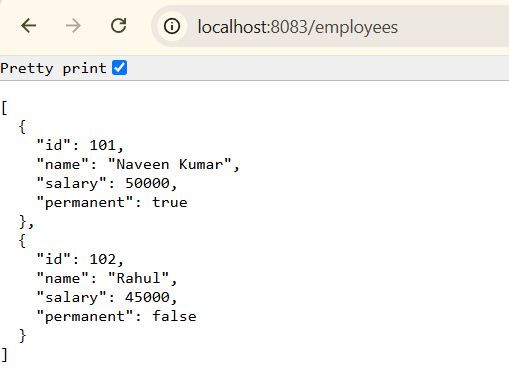 localhost:8083/employees
Pretty print
[
  {
    "id": 101,
    "name": "Naveen Kumar",
    "salary": 50000,
    "permanent": true
  },
  {
    "id": 102,
    "name": "Rahul",
    "salary": 45000,
    "permanent": false
  }
]